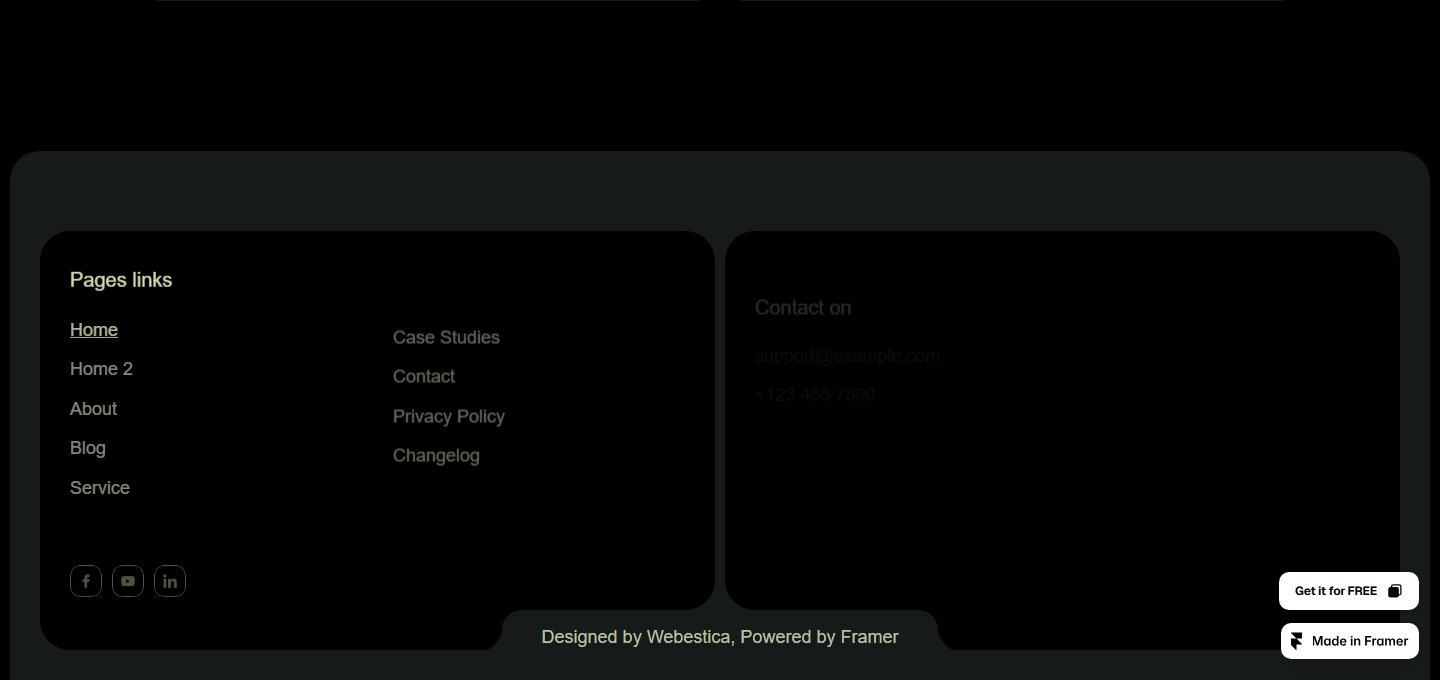 Pages links
Home
Home 2
About
Blog
Service
Case Studies
Contact
Privacy Policy
Changelog
Contact on
support@example.com
+123 456 7890
Get it for FREE
Designed by Webestica, Powered by Framer
Made in Framer